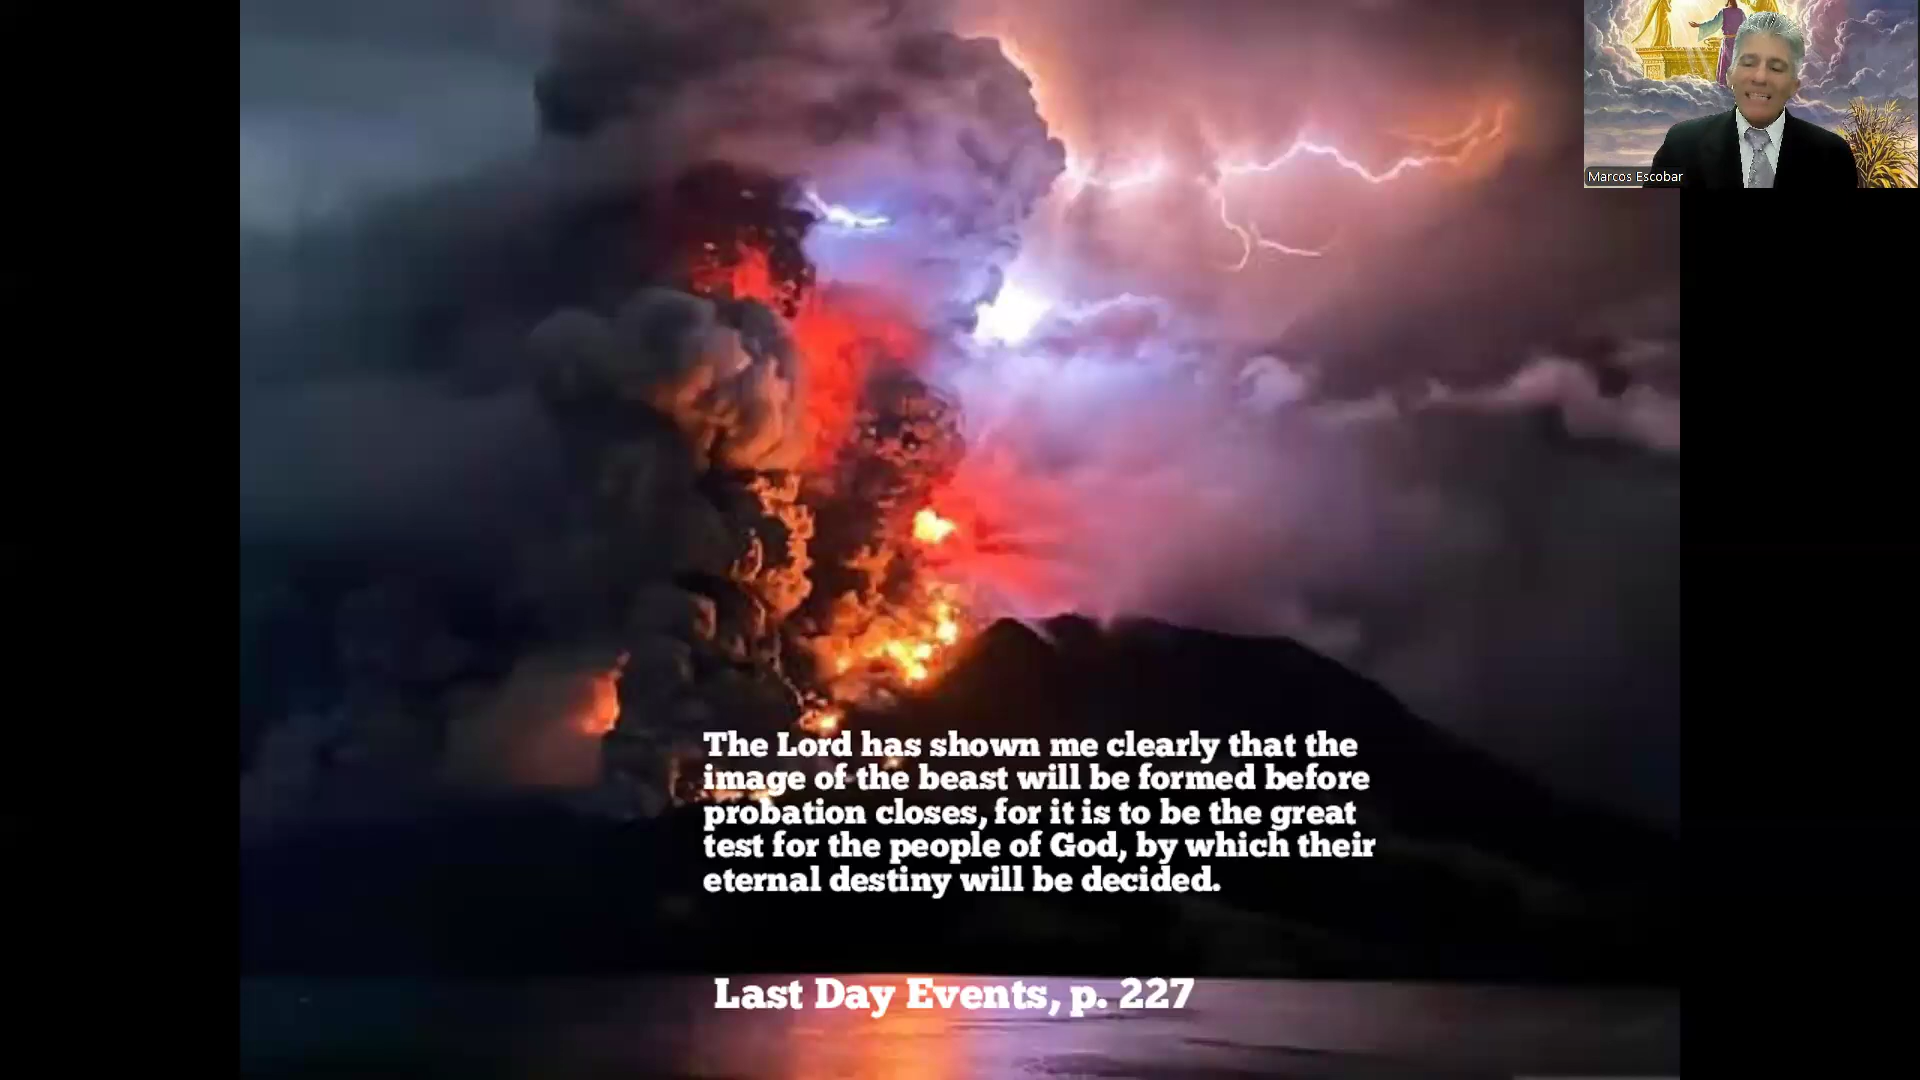 Marcos Escobar
The Lord has shown me clearly that the
image of the beast will be formed before
probation closes, for it is to be the great
test for the people of God, by which their
eternal destiny will be decided.
Last Day Events, p. 227